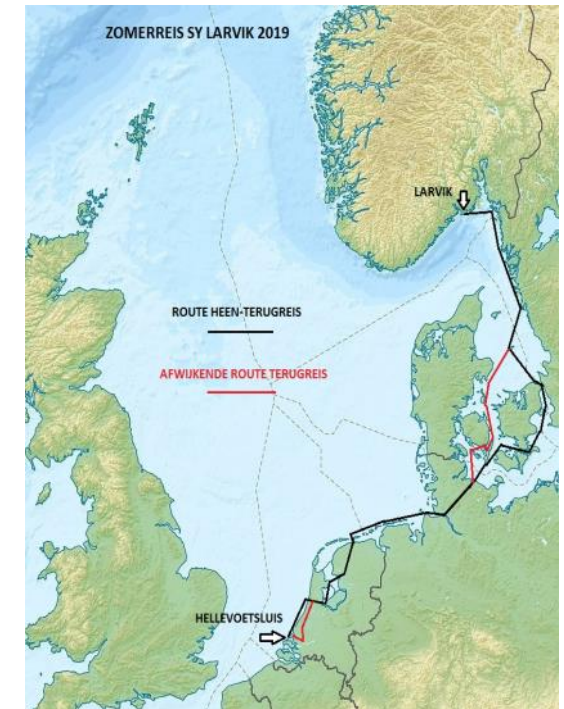 ZOMERREIS SY LARVIK 2019
LARVIK
ROUTE HEEN-TERUGREIS
AFWIJKENDE ROUTE TERUGREIS
HELLEVOETSLUIS